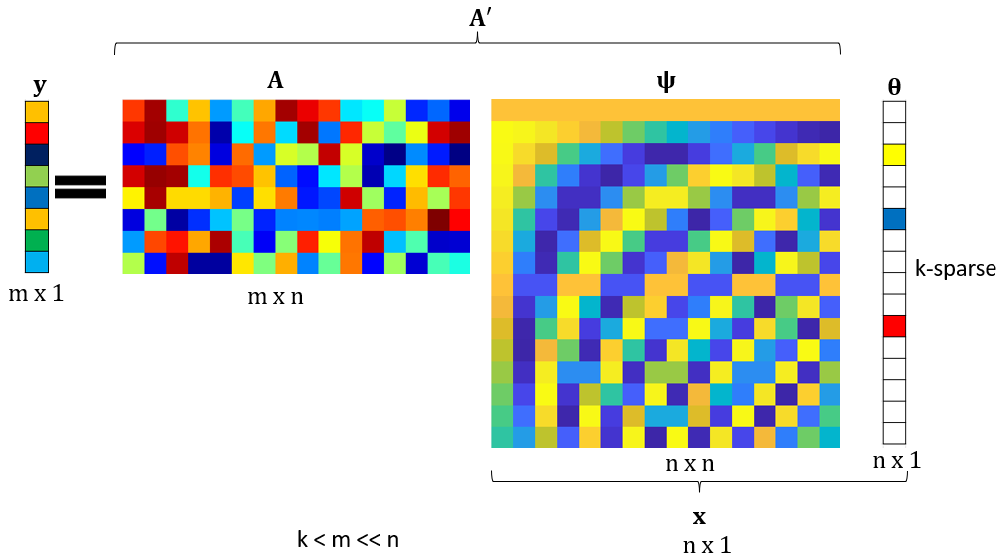 A′
y
A
ψ
θ
=
k-sparse
m x 1
m x n
n x n
n x 1
x
n x 1
k < m << n